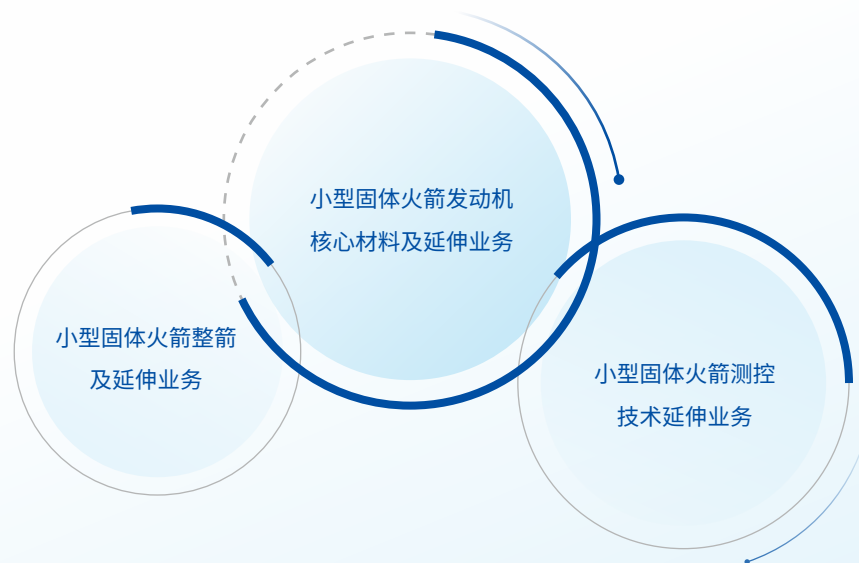 小型固体火箭发动机
核心材料及延伸业务
小型固体火箭整箭
及延伸业务
小型固体火箭测控
技术延伸业务